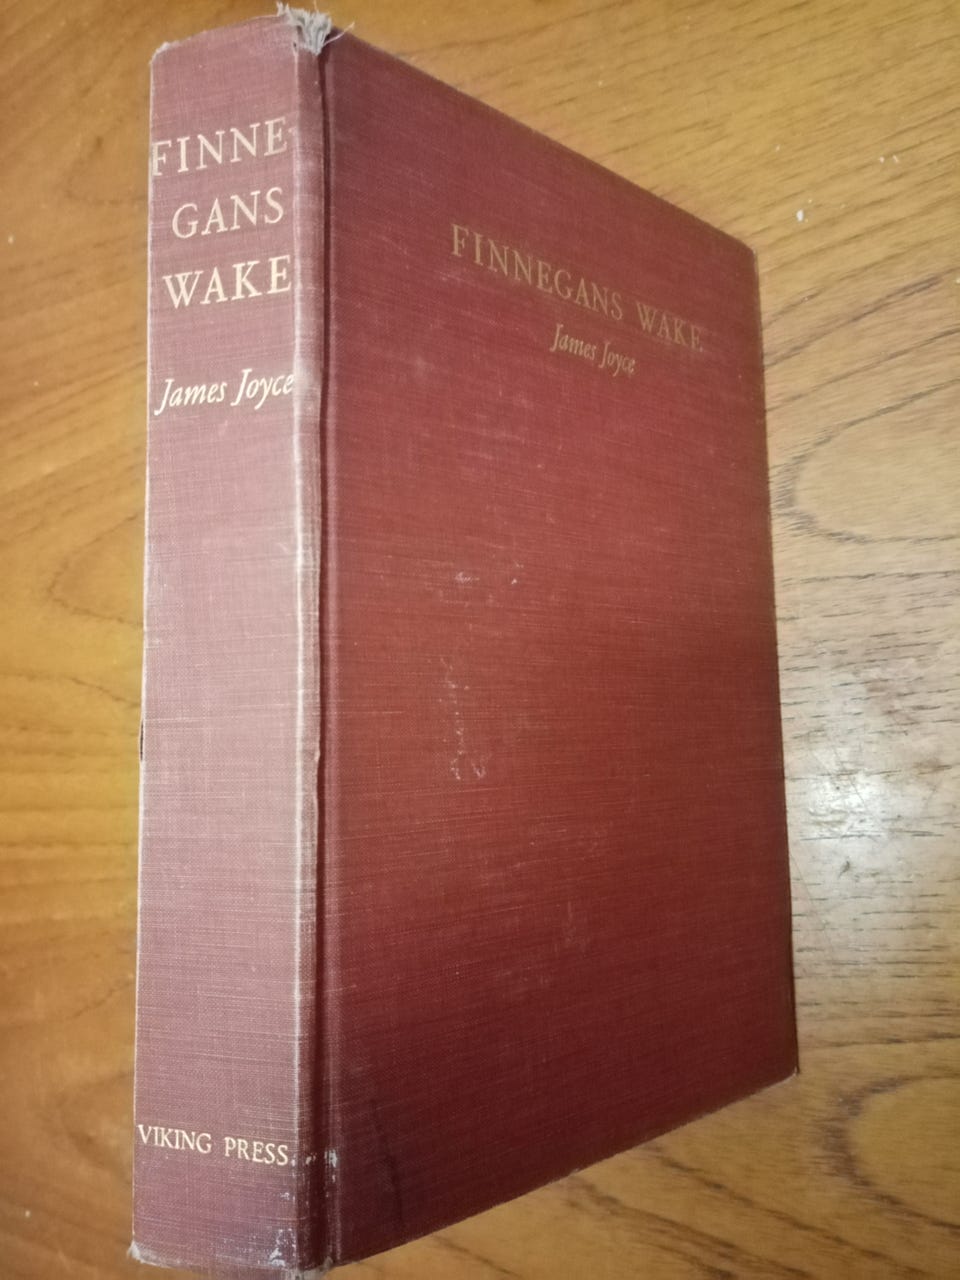 FINNE-
GANS
WAKE
James Joyce
VIKING PRESS
FINNEGANS WAKE
James Joyce